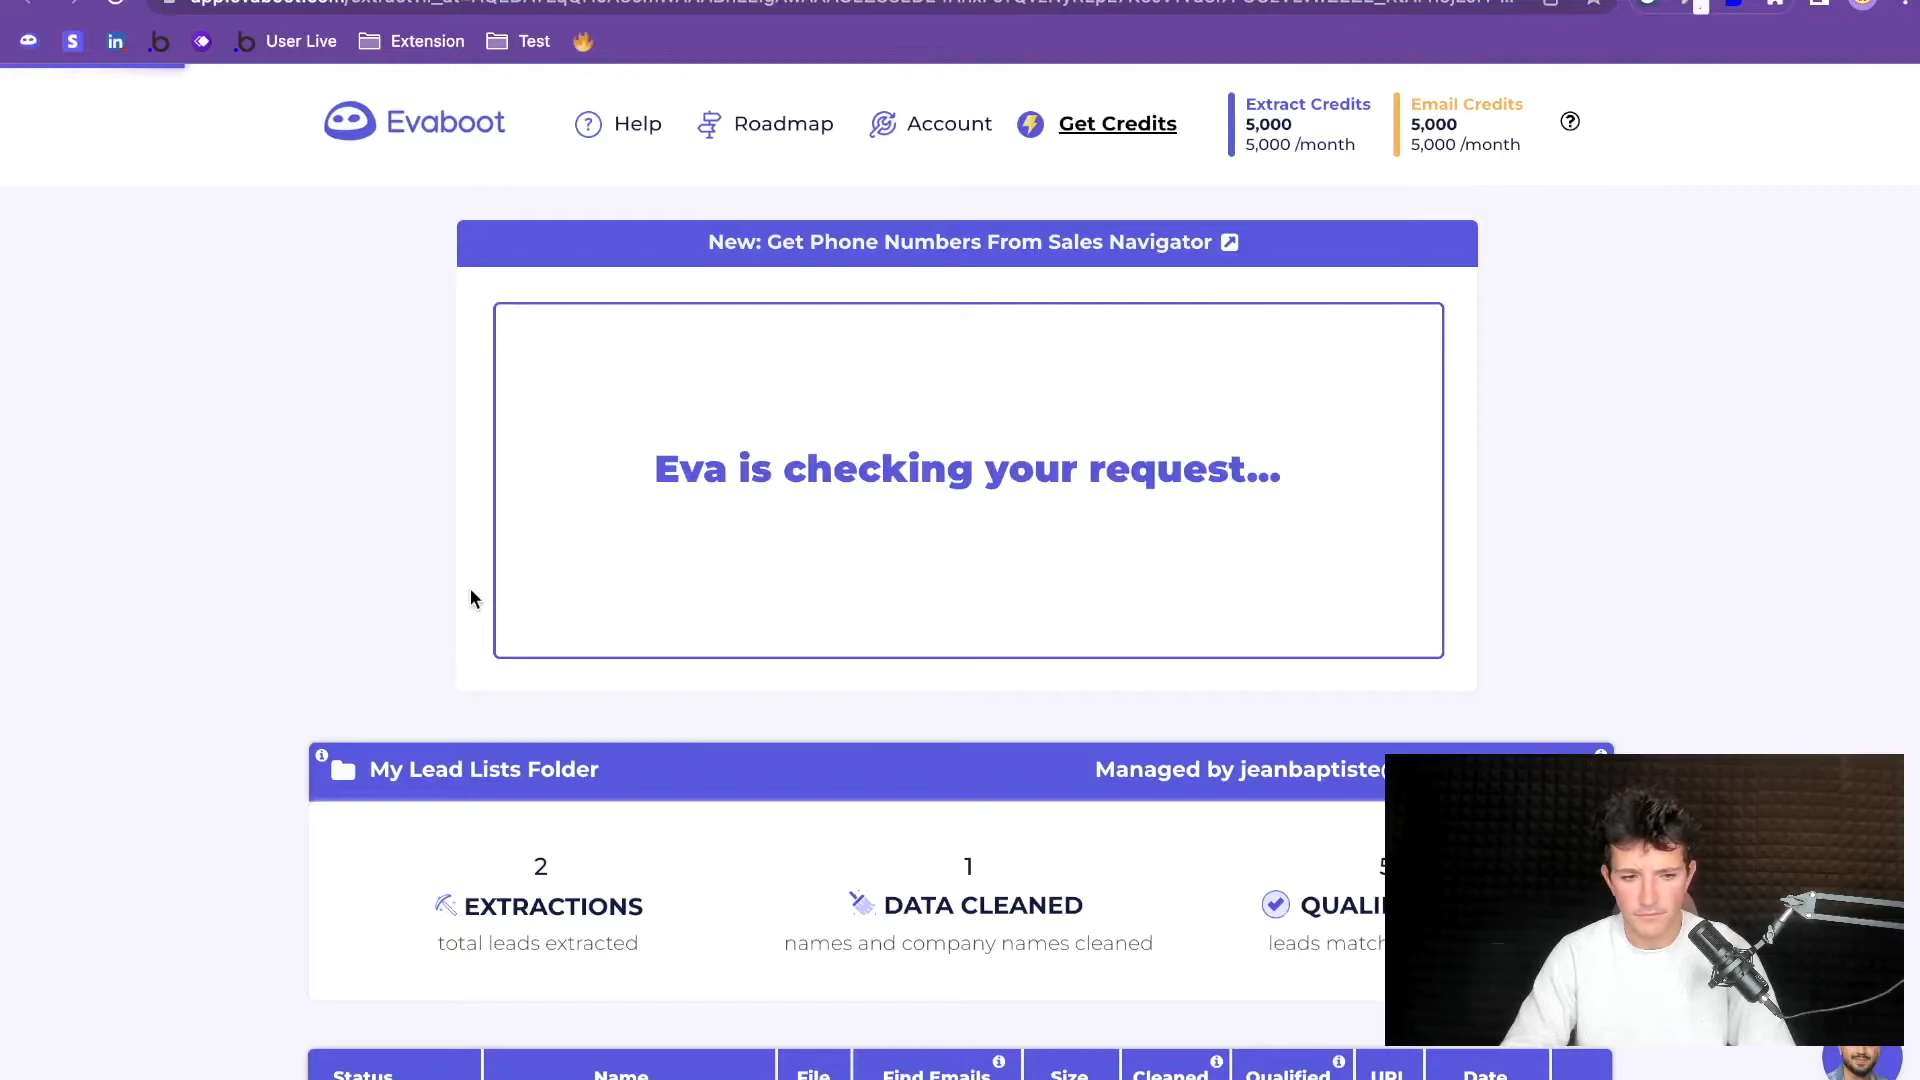 User Live Extension Test
Evaboot Help Roadmap Account Get Credits
Extract Credits
5,000
5,000 /month
Email Credits
5,000
5,000 /month
New: Get Phone Numbers From Sales Navigator
Eva is checking your request...
My Lead Lists Folder Managed by jeanbaptiste
2 1
EXTRACTIONS DATA CLEANED
total leads extracted names and company names cleaned leads
Status Name File Find Emails Size Cleaned Qualified URL Date